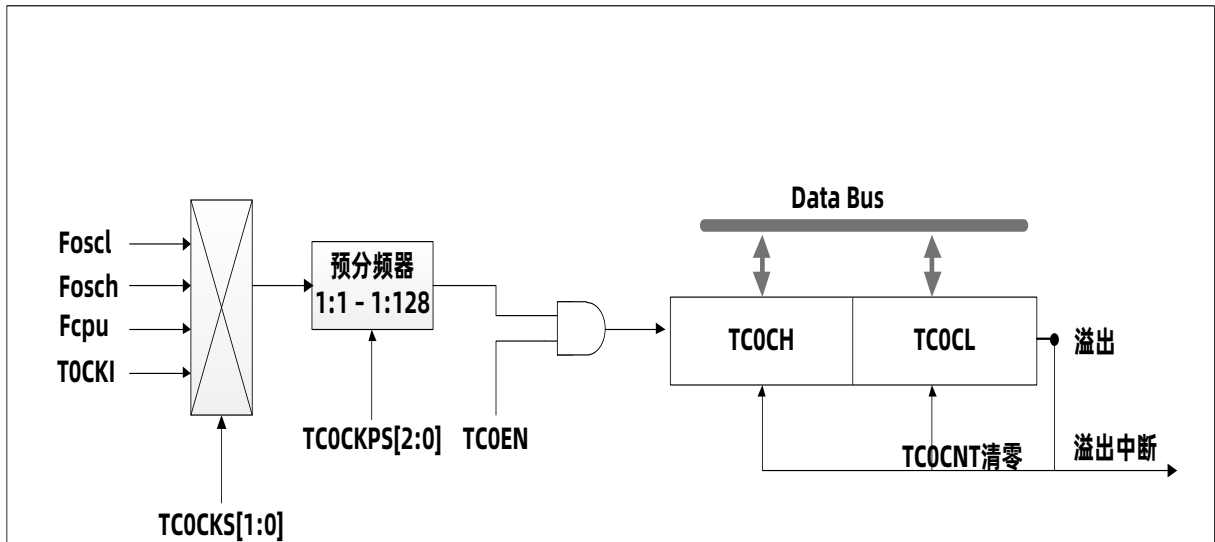 Data Bus
Foscl
Fosch
Fcpu
T0CKI
预分频器
1:1 – 1:128
TC0CH
TC0CL
溢出
TC0CKPS[2:0]
TC0EN
TC0CNT清零
溢出中断
TC0CKS[1:0]